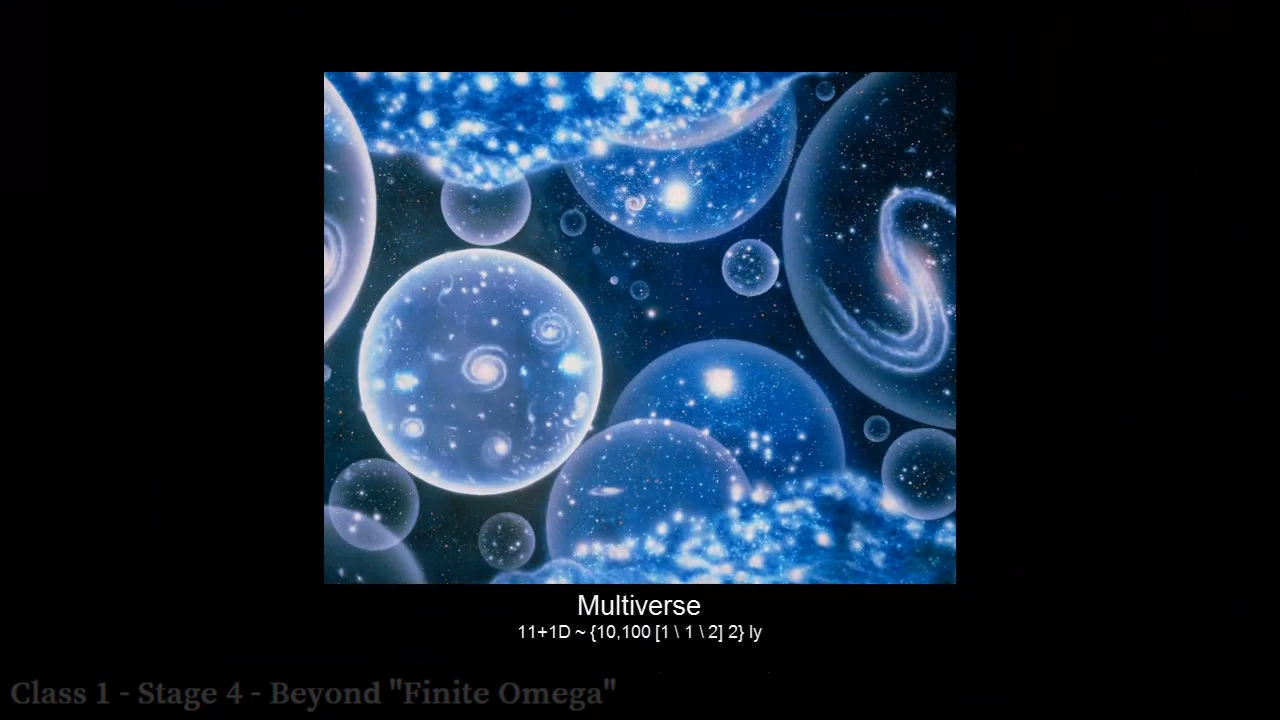 Multiverse
11+1D ~ {10,100 [1 \ 1 \ 2] 2} ly
Class 1 - Stage 4 - Beyond "Finite Omega"